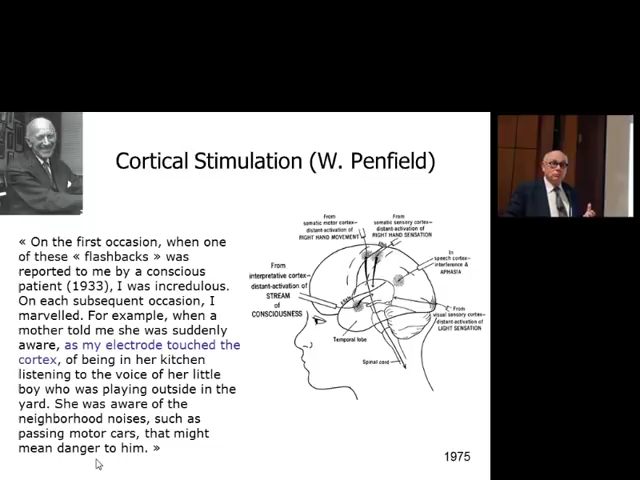 Cortical Stimulation (W. Penfield)
« On the first occasion, when one
of these « flashbacks » was
reported to me by a conscious
patient (1933), I was incredulous.
On each subsequent occasion, I
marvelled. For example, when a
mother told me she was suddenly
aware, as my electrode touched the
cortex, of being in her kitchen
listening to the voice of her little
boy who was playing outside in the
yard. She was aware of the
neighborhood noises, such as
passing motor cars, that might
mean danger to him. »
From
somatic motor cortex–
distant-activation of
RIGHT HAND MOVEMENT
From
somatic sensory cortex–
distant-activation of
RIGHT HAND SENSATION
In
speech cortex–
interference &
APHASIA
From
interpretative cortex–
distant-activation of
STREAM
of
CONSCIOUSNESS
From
visual sensory cortex–
distant activation of
LIGHT SENSATION
Temporal lobe
Spinal cord
1975